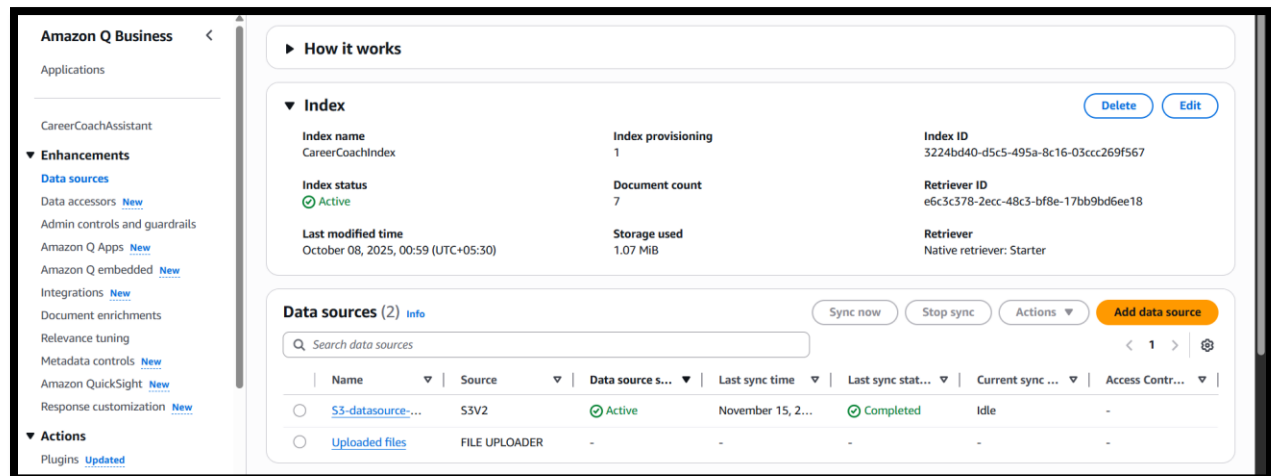 Amazon Q Business
Applications
CareerCoachAssistant
Enhancements
Data sources
Data accessors New
Admin controls and guardrails
Amazon Q Apps New
Amazon Q embedded New
Integrations New
Document enrichments
Relevance tuning
Metadata controls New
Amazon QuickSight New
Response customization New
Actions
Plugins Updated
How it works
Index
Delete Edit
Index name Index provisioning Index ID
CareerCoachIndex 1 3224bd40-d5c5-495a-8c16-03ccc269f567
Index status Document count Retriever ID
Active 7 e6c3c378-2ecc-48c3-bf8e-17bb9bd6ee18
Last modified time Storage used Retriever
October 08, 2025, 00:59 (UTC+05:30) 1.07 MiB Native retriever: Starter
Data sources (2) Info Sync now Stop sync Actions Add data source
Search data sources 1
Name Source Data source s... Last sync time Last sync stat... Current sync ... Access Contr...
S3-datasource-... S3V2 Active November 15, 2... Completed Idle -
Uploaded files FILE UPLOADER - - - - -